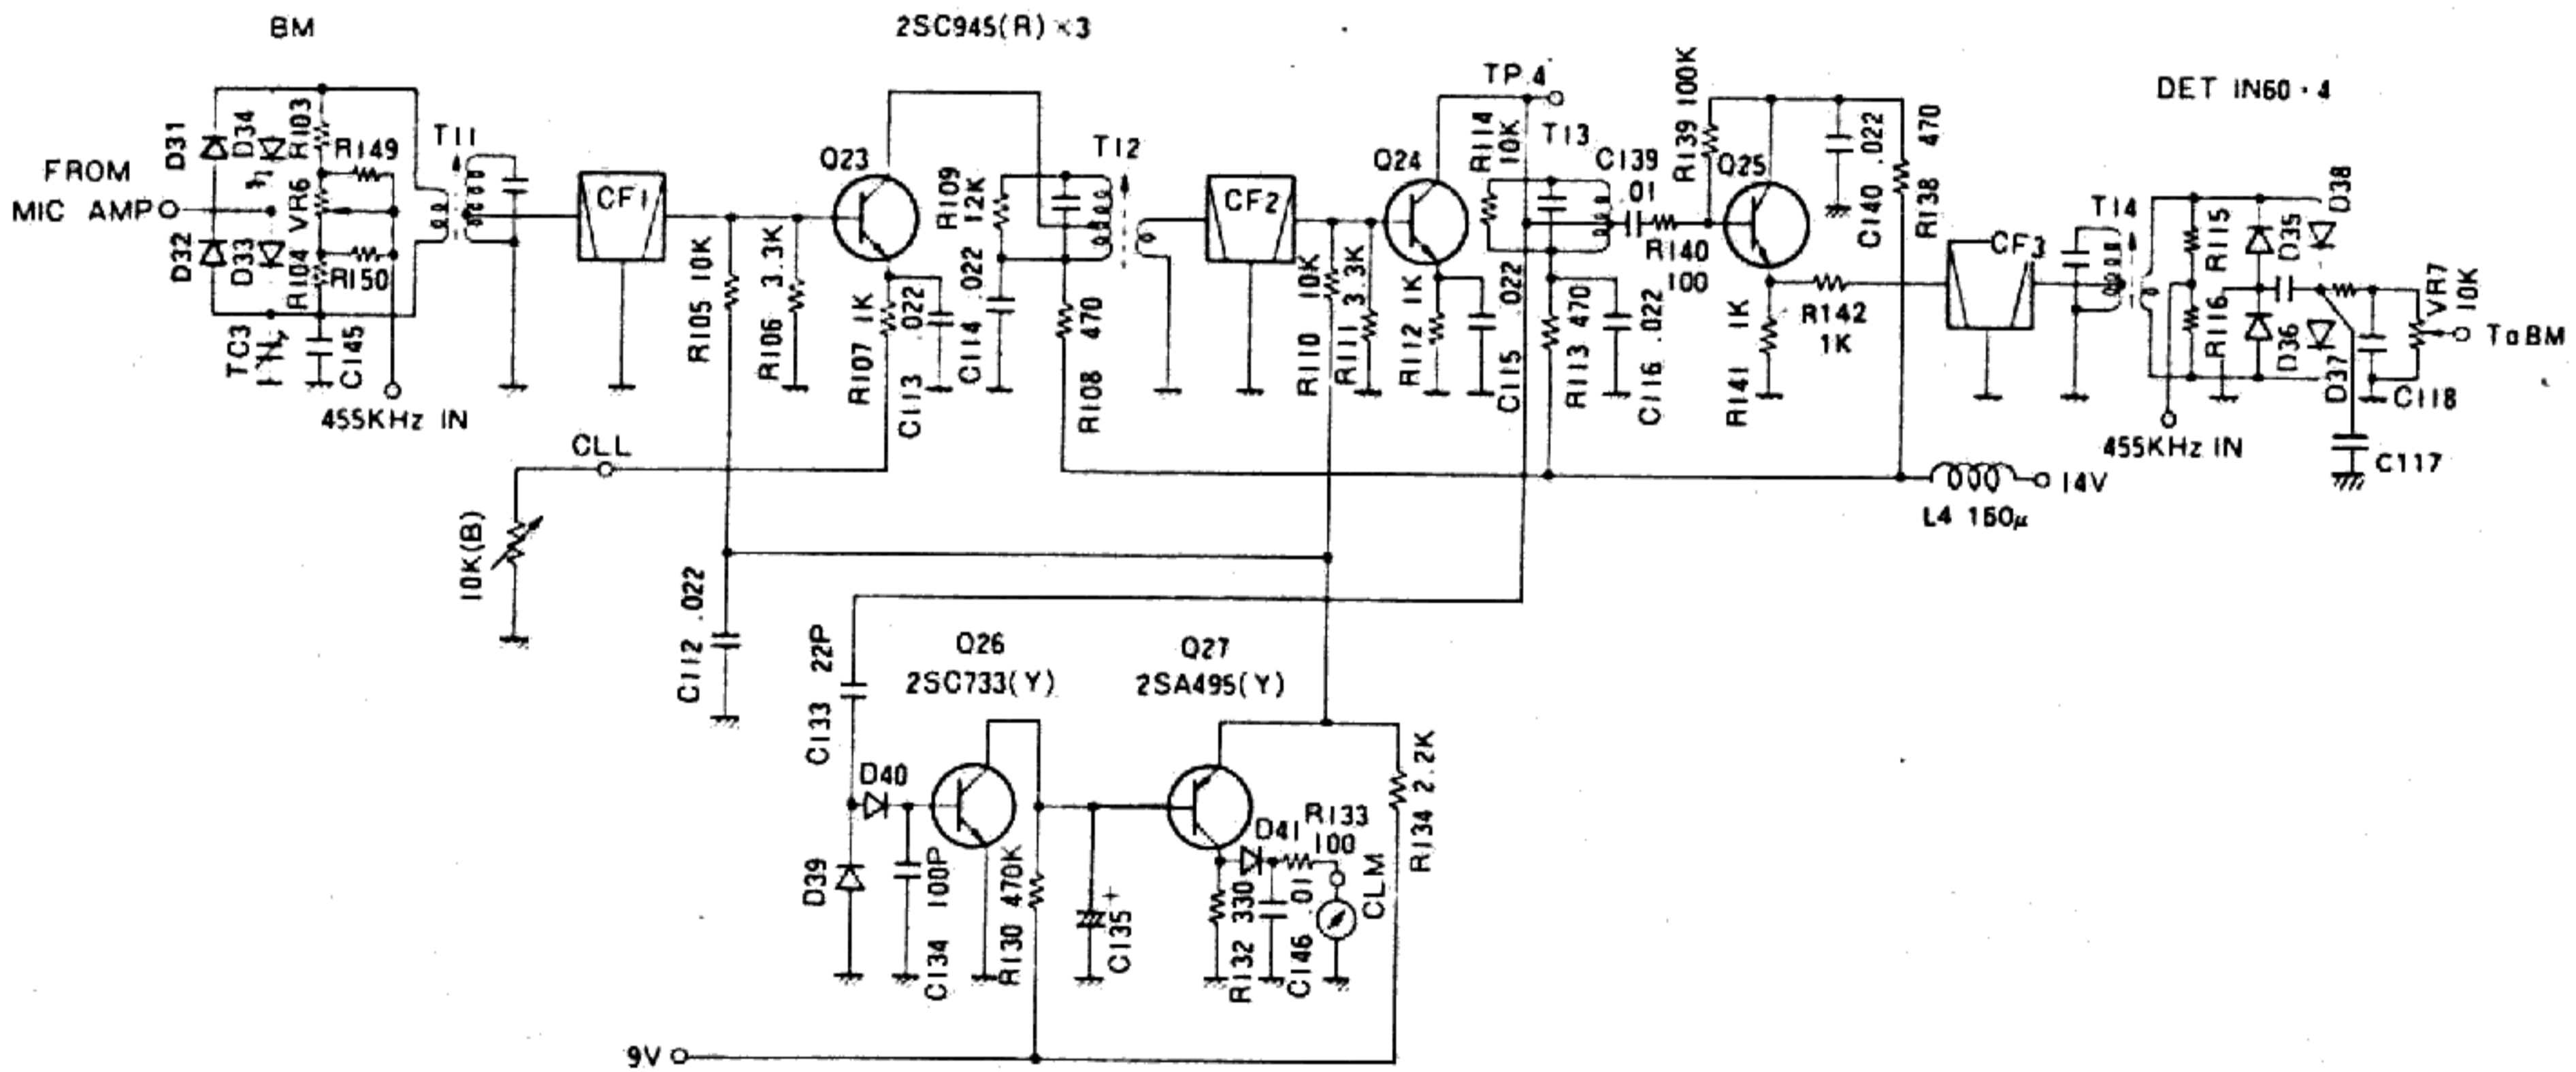 BM
2SC945(R)×3
TP.4
DET IN60・4
FROM
MIC AMP
D31
D34
R103
R149
T11
D32
D33
VR6
R104
R150
TC3
C145
455KHz IN
CF1
R105 10K
R106 3.3K
Q23
R107 1K
C113 .022
R109
12K
C114 .022
T12
R108 470
CF2
R110 10K
R111 3.3K
Q24
R112 1K
C115 .022
R114
10K
T13
C139
.01
R140
100
R113 470
C116 .022
R139 100K
Q25
R141 1K
C140 .022
R138 470
R142
1K
CF3
T14
R115
R116
D35
D36
D38
D37
455KHz IN
VR7
10K
To BM
C118
C117
L4 150μ
14V
CLL
10K(B)
C112 .022
C133 22P
Q26
2SC733(Y)
Q27
2SA495(Y)
D40
D39
C134 100P
R130 470K
C135
+
D41
R133
100
R132 330
C146 .01
CLM
R134 2.2K
9V